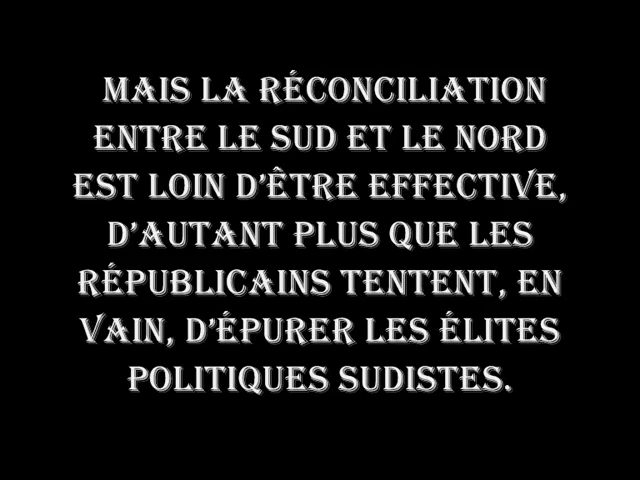 MAIS LA RÉCONCILIATION
ENTRE LE SUD ET LE NORD
EST LOIN D'ÊTRE EFFECTIVE,
D'AUTANT PLUS QUE LES
RÉPUBLICAINS TENTENT, EN
VAIN, D'ÉPURER LES ÉLITES
POLITIQUES SUDISTES.